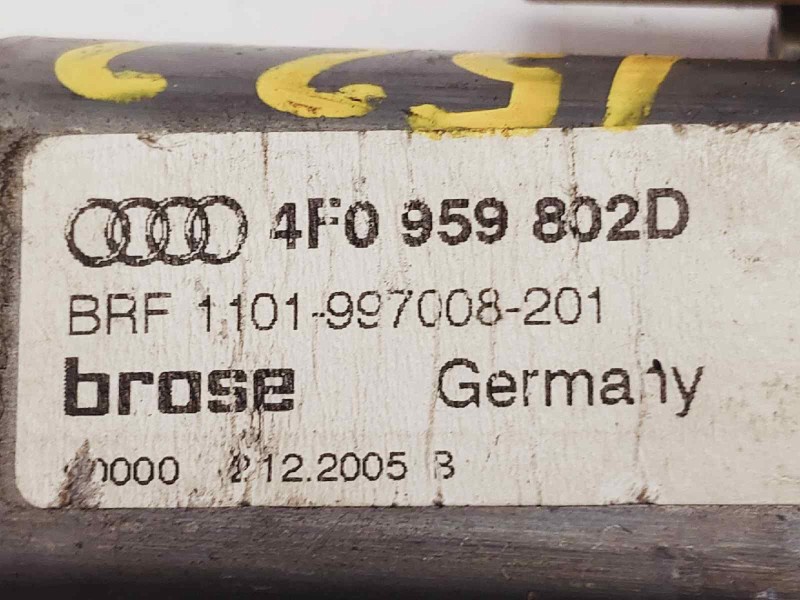 4F0 959 802D
BRF 1101-997008-201
brose Germany
0000 12.2005